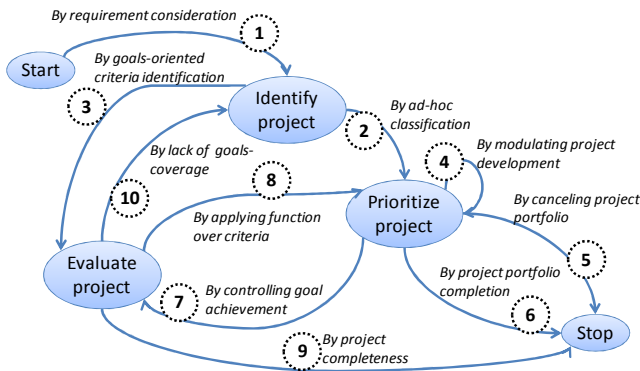 By requirement consideration
1
Start
By goals-oriented
criteria identification
3
Identify
project
2
By ad-hoc
classification
4
By modulating project
development
By lack of goals-
coverage
10
8
Prioritize
project
By canceling project
portfolio
By applying function
over criteria
Evaluate
project
7
By controlling goal
achievement
By project portfolio
completion
5
6
Stop
9
By project
completeness